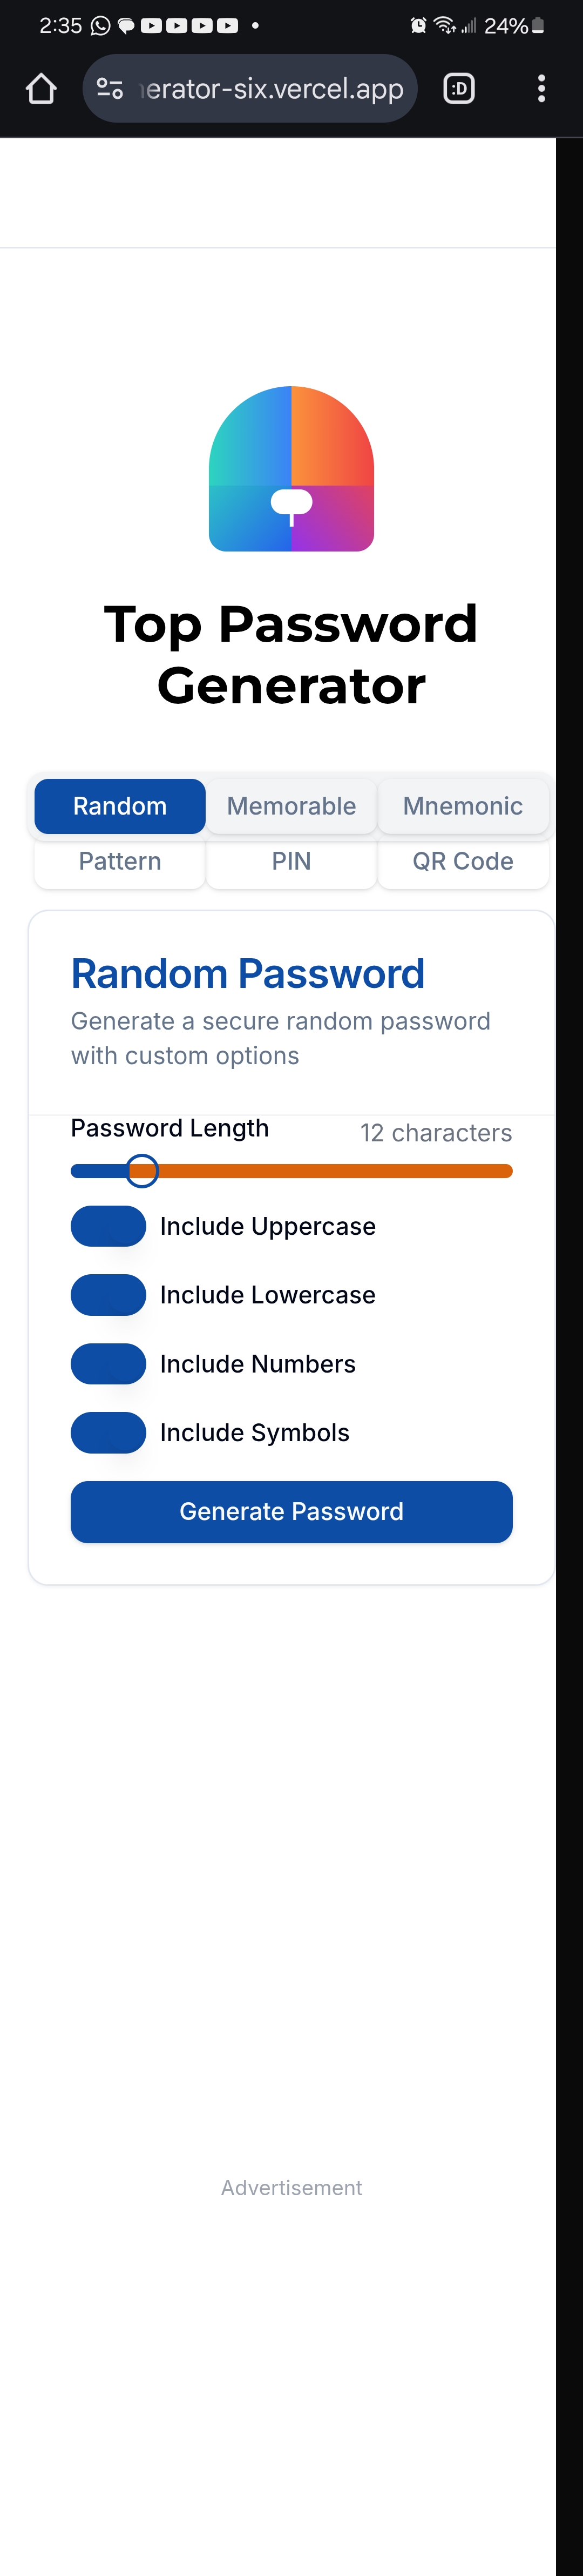 2:35
24%
erator-six.vercel.app
:D
Top Password
Generator
Random
Memorable
Mnemonic
Pattern
PIN
QR Code
Random Password
Generate a secure random password
with custom options
Password Length
12 characters
Include Uppercase
Include Lowercase
Include Numbers
Include Symbols
Generate Password
Advertisement